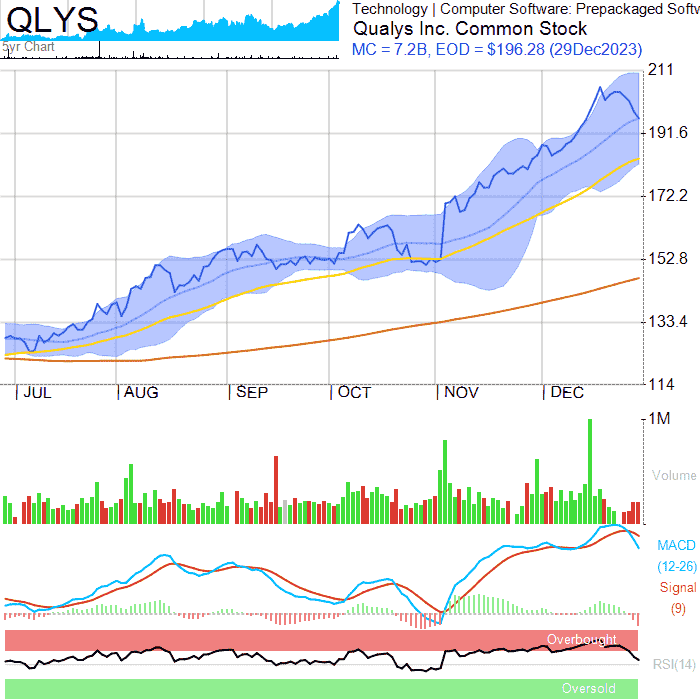 QLYS
5yr Chart
Technology | Computer Software: Prepackaged Softw
Qualys Inc. Common Stock
MC = 7.2B, EOD = $196.28 (29Dec2023)
211
191.6
172.2
152.8
133.4
114
JUL AUG SEP OCT NOV DEC
1M
Volume
MACD
(12-26)
Signal
(9)
Overbought
RSI(14)
Oversold